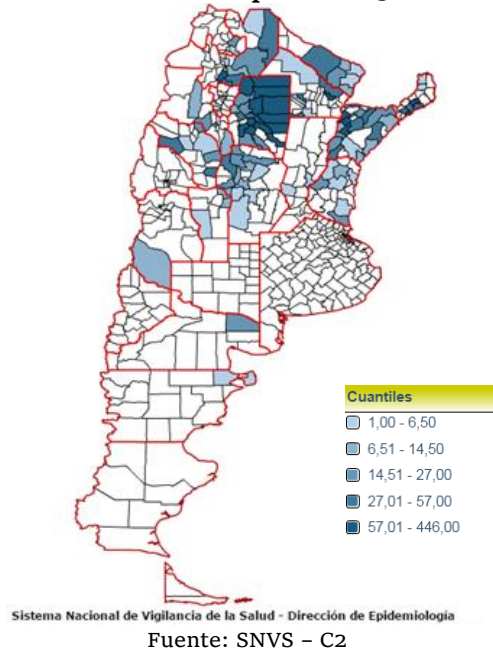 Cuantiles
1,00 - 6,50
6,51 - 14,50
14,51 - 27,00
27,01 - 57,00
57,01 - 446,00
Sistema Nacional de Vigilancia de la Salud - Dirección de Epidemiología
Fuente: SNVS – C2